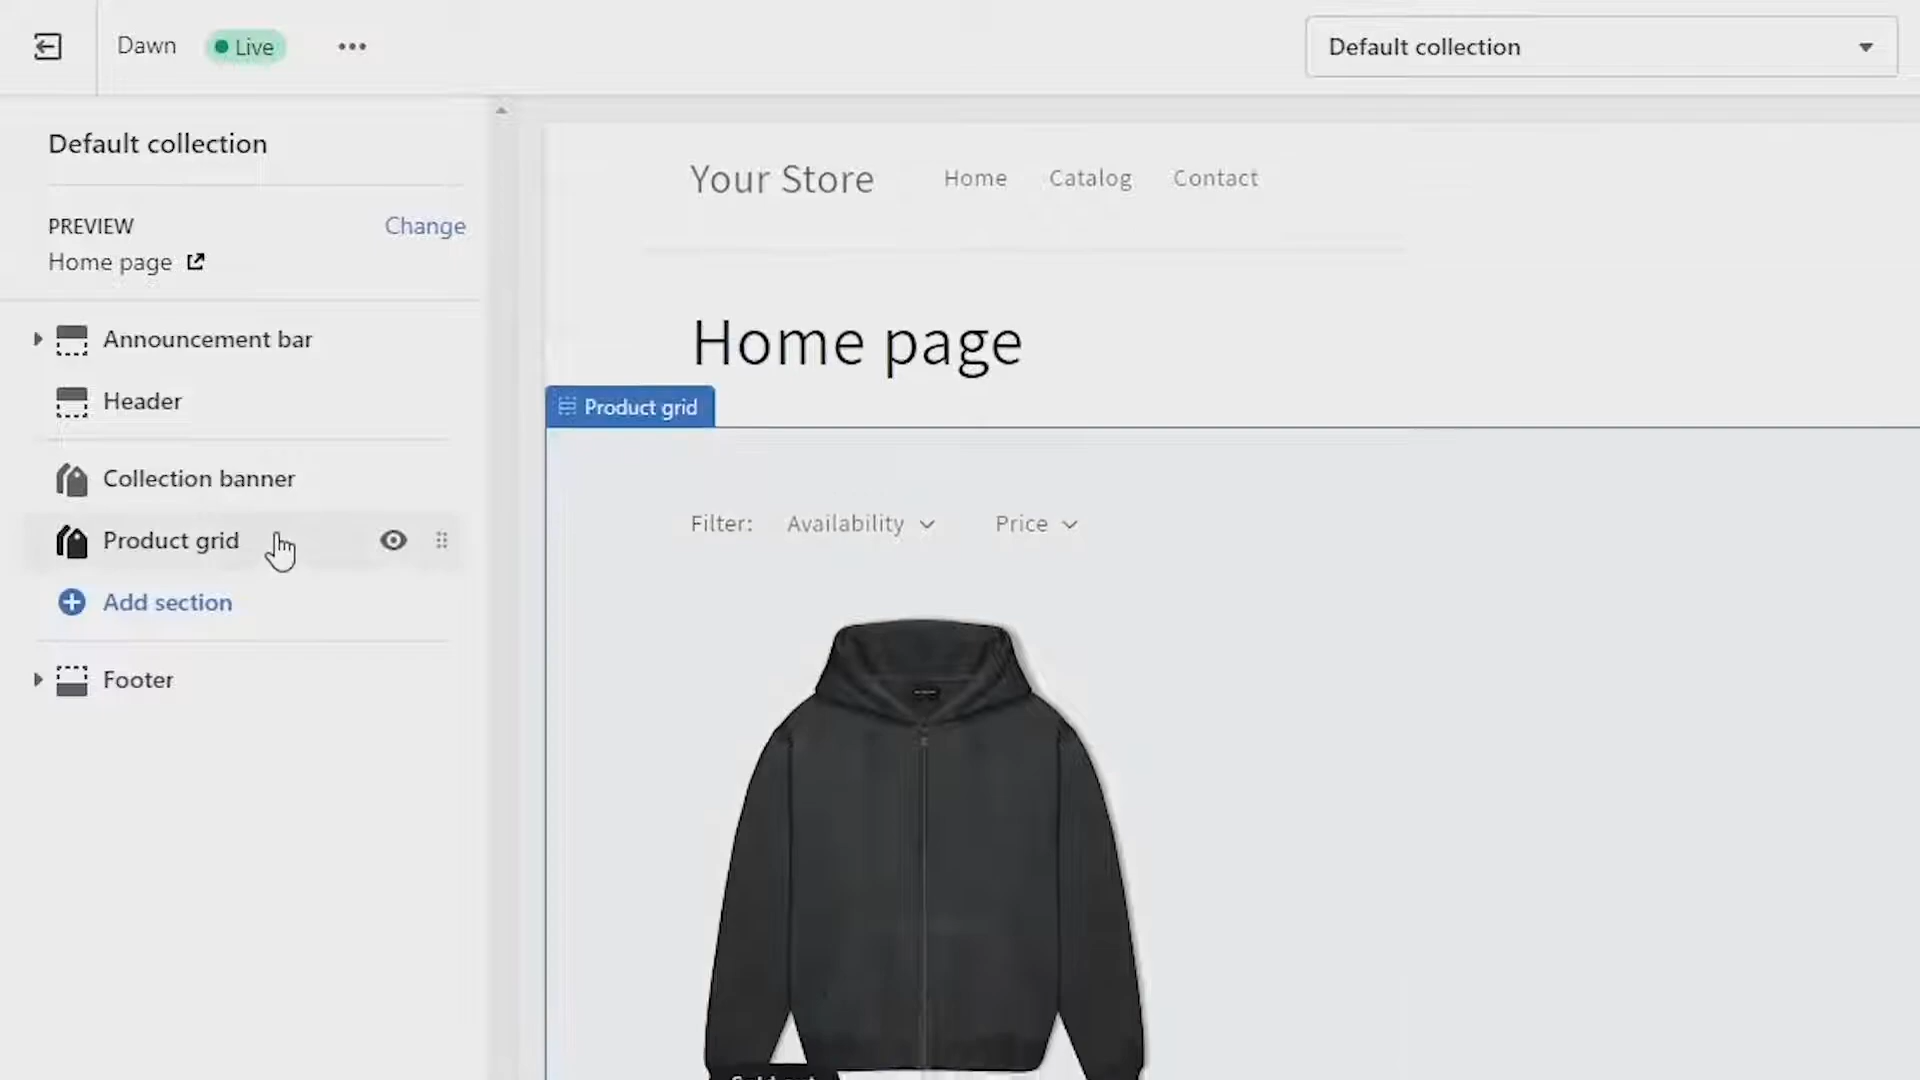 Dawn
Live
Default collection
Default collection
PREVIEW
Change
Home page
Announcement bar
Header
Collection banner
Product grid
Add section
Footer
Your Store
Home
Catalog
Contact
Home page
Product grid
Filter:
Availability
Price